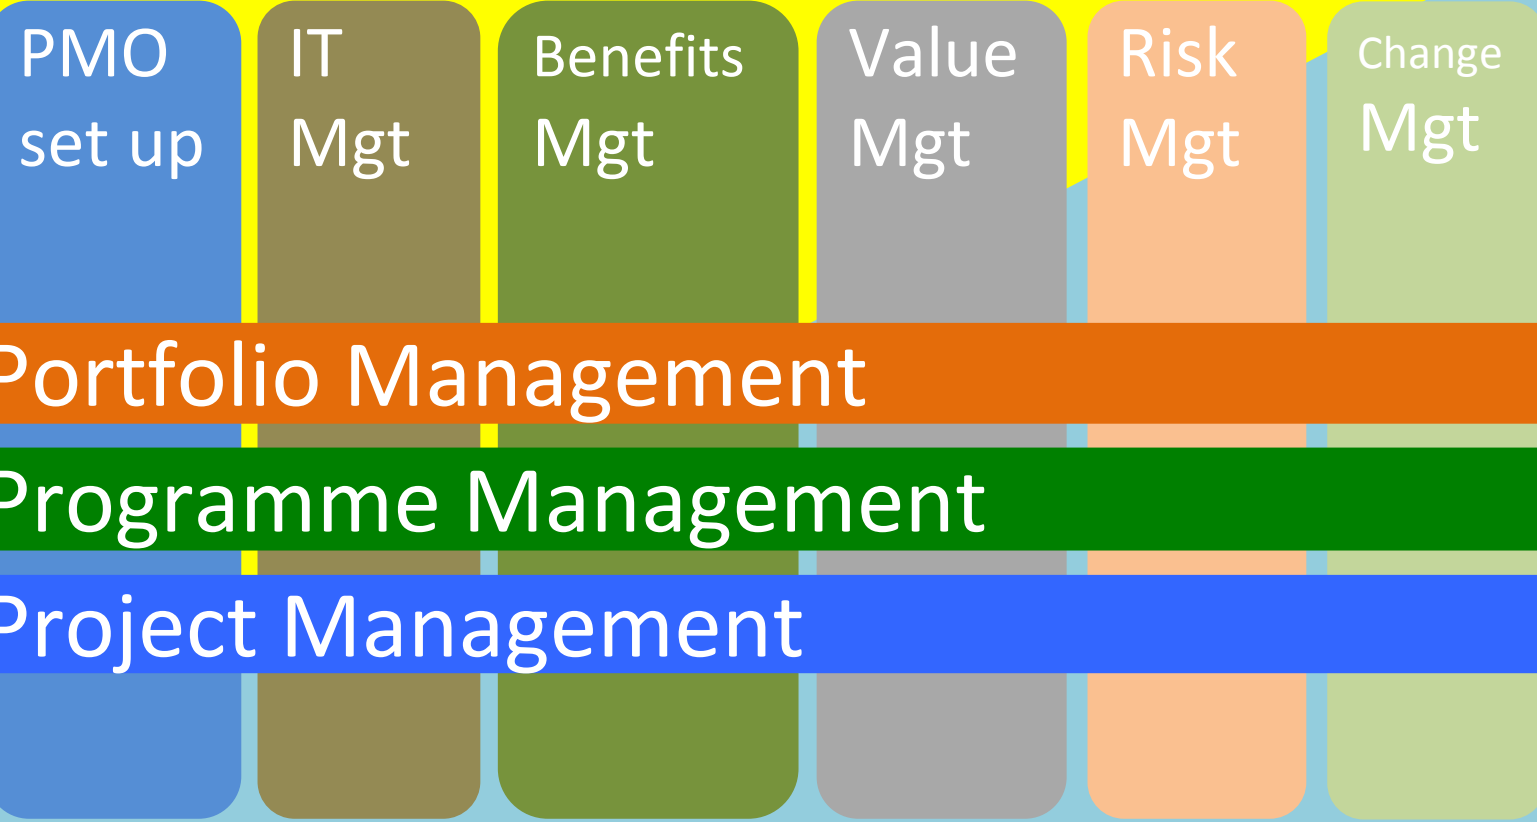 PMO
set up
IT
Mgt
Benefits
Mgt
Value
Mgt
Risk
Mgt
Change
Mgt
Portfolio Management
Programme Management
Project Management